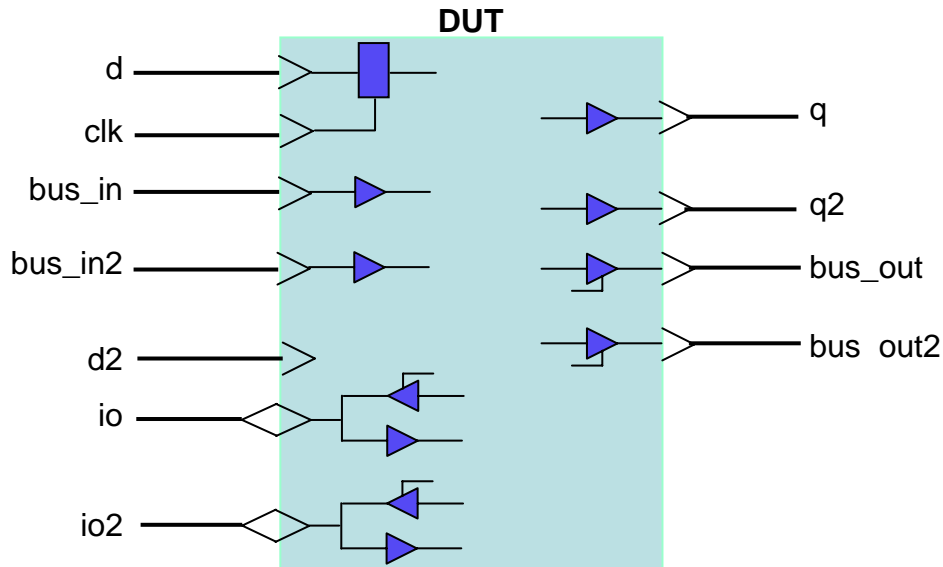 DUT
d
clk
bus_in
bus_in2
d2
io
io2
q
q2
bus_out
bus out2